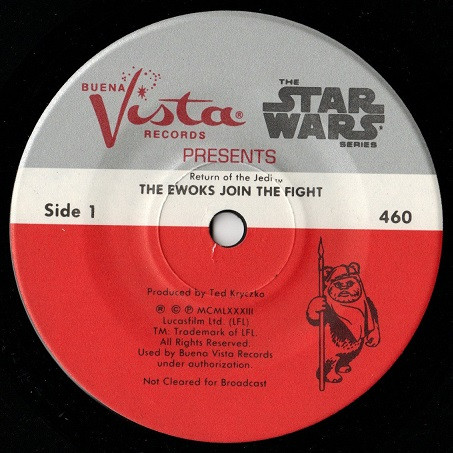 BUENA
Vista®
RECORDS
THE
STAR
WARS®
SERIES
PRESENTS
Return of the Jedi™
THE EWOKS JOIN THE FIGHT
Side 1
460
Produced by Ted Kryczko
® © ℗ MCMLXXXIII
Lucasfilm Ltd. (LFL)
TM: Trademark of LFL.
All Rights Reserved.
Used by Buena Vista Records
under authorization.
Not Cleared for Broadcast